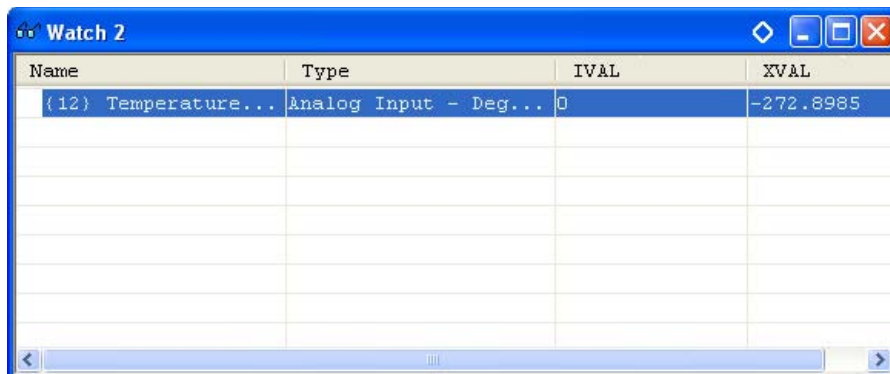 Watch 2
Name Type IVAL XVAL
{12} Temperature... Analog Input - Deg... 0 -272.8985